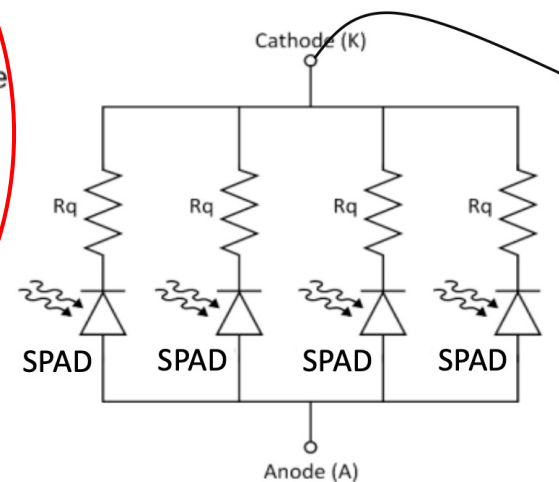 Cathode (K)
e
Rq Rq Rq Rq
SPAD SPAD SPAD SPAD
Anode (A)